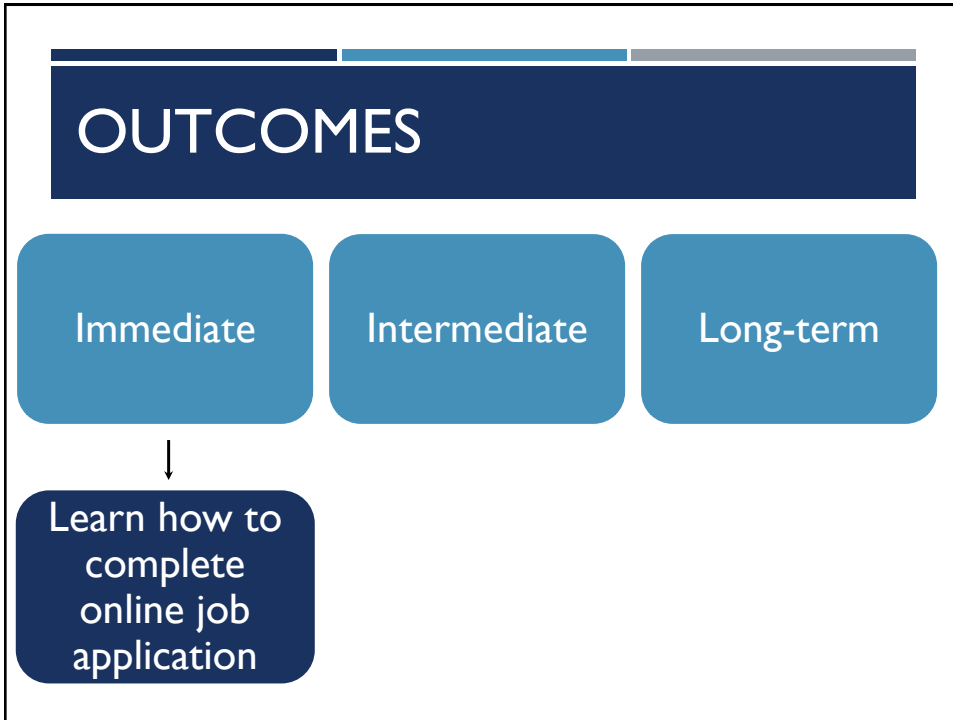 OUTCOMES
Immediate
Intermediate
Long-term
Learn how to
complete
online job
application